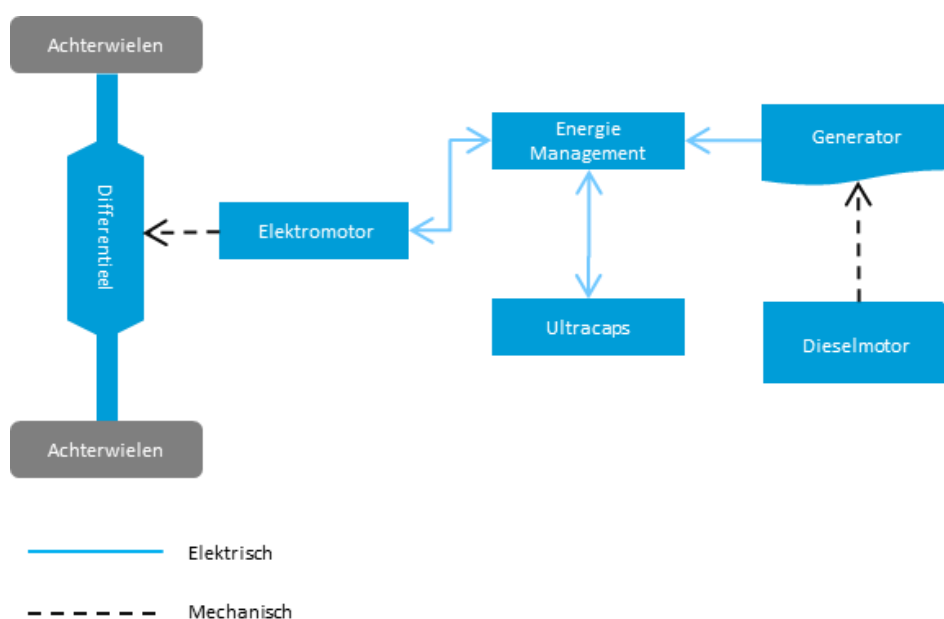 Achterwielen
Energie
Management
Generator
Differentieel
Elektromotor
Ultracaps
Dieselmotor
Achterwielen
Elektrisch
Mechanisch